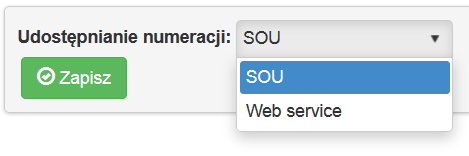 Udostępnianie numeracji: SOU
SOU
Zapisz
Web service